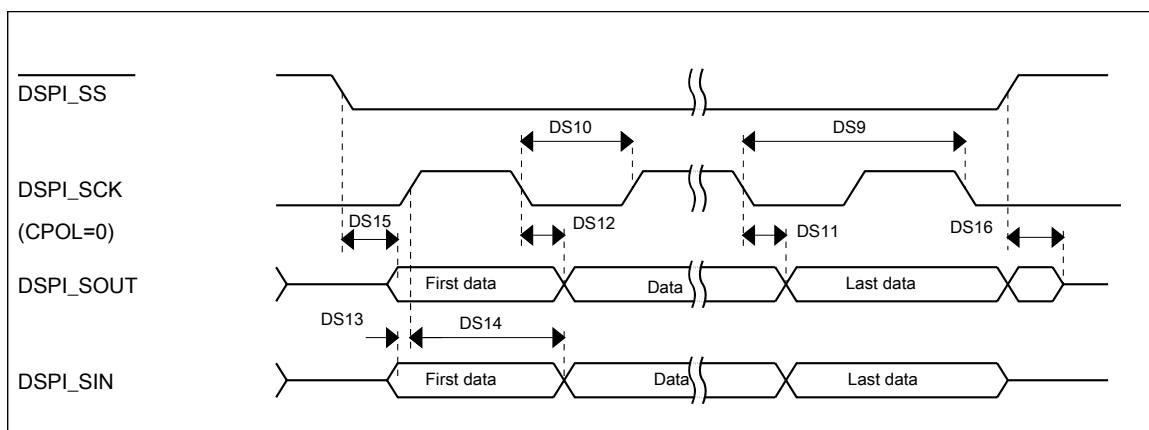 DSPI_SS
DS10
DS9
DSPI_SCK
(CPOL=0)
DS15
DS12
DS11
DS16
DSPI_SOUT
First data
Data
Last data
DS13
DS14
DSPI_SIN
First data
Data
Last data